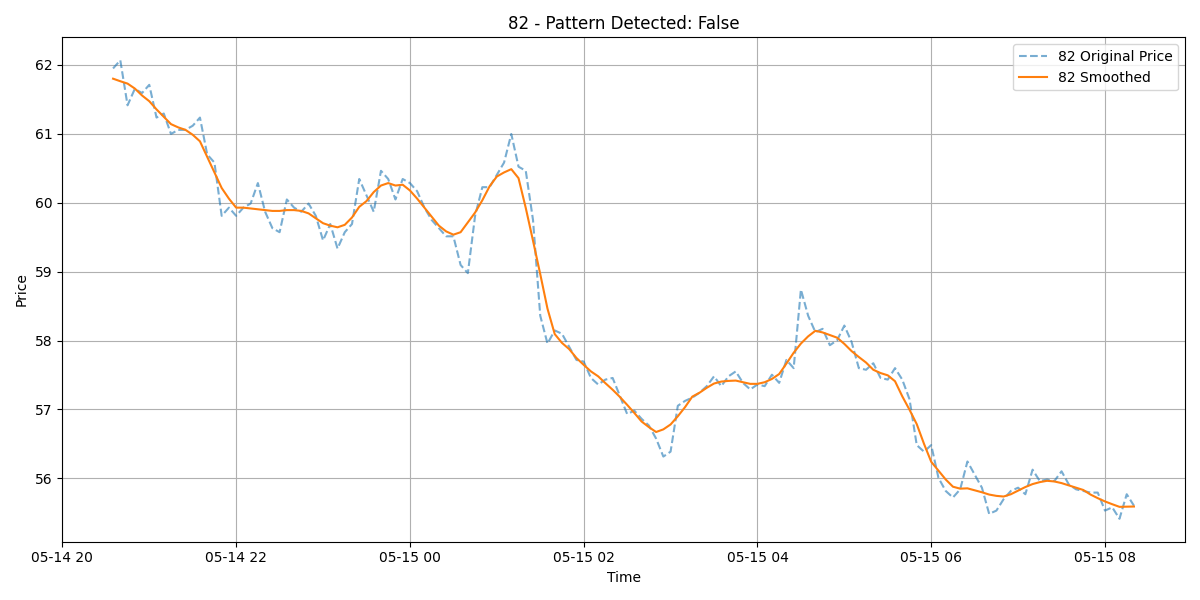 82 - Pattern Detected: False
82 Original Price
82 Smoothed
Price
62
61
60
59
58
57
56
05-14 20
05-14 22
05-15 00
05-15 02
05-15 04
05-15 06
05-15 08
Time